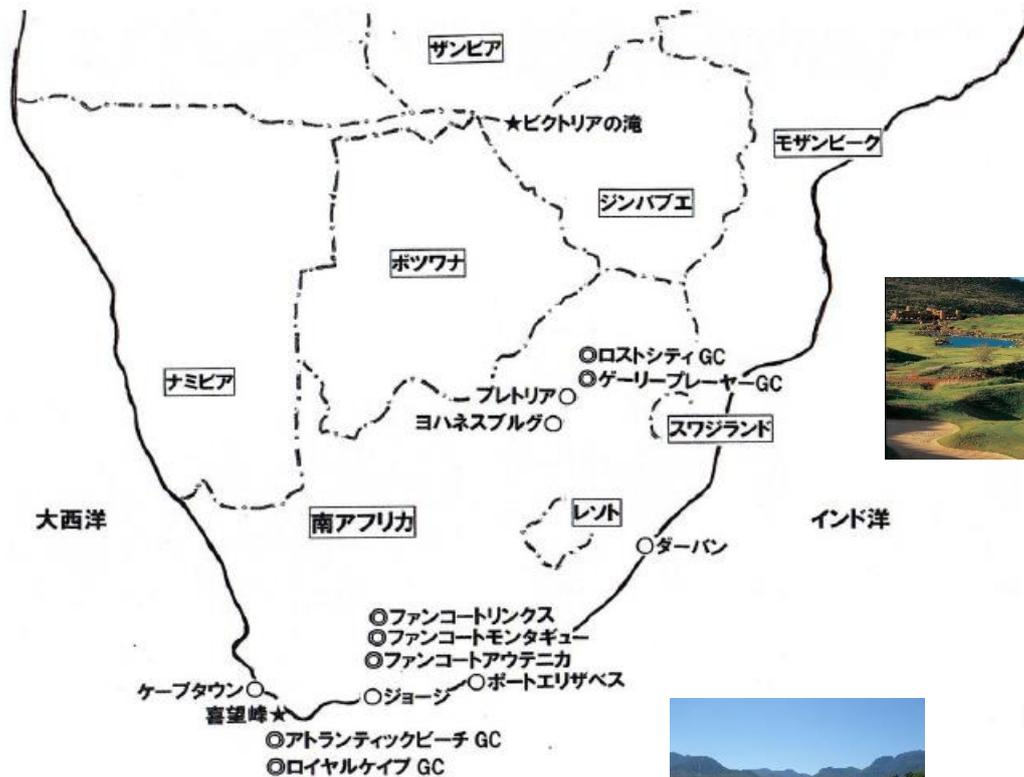 ザンビア
★ビクトリアの滝
モザンビーク
ジンバブエ
ボツワナ
◎ロストシティ GC
ナミビア
◎ゲーリープレーヤーGC
プレトリア○
ヨハネスブルグ○
スワジランド
大西洋
南アフリカ
レソト
インド洋
○ダーバン
◎ファンコートリンクス
◎ファンコートモンタギュー
◎ファンコートアウテニカ
○ポートエリザベス
ケープタウン○
○ジョージ
喜望峰★
◎アトランティックビーチ GC
◎ロイヤルケイプ GC